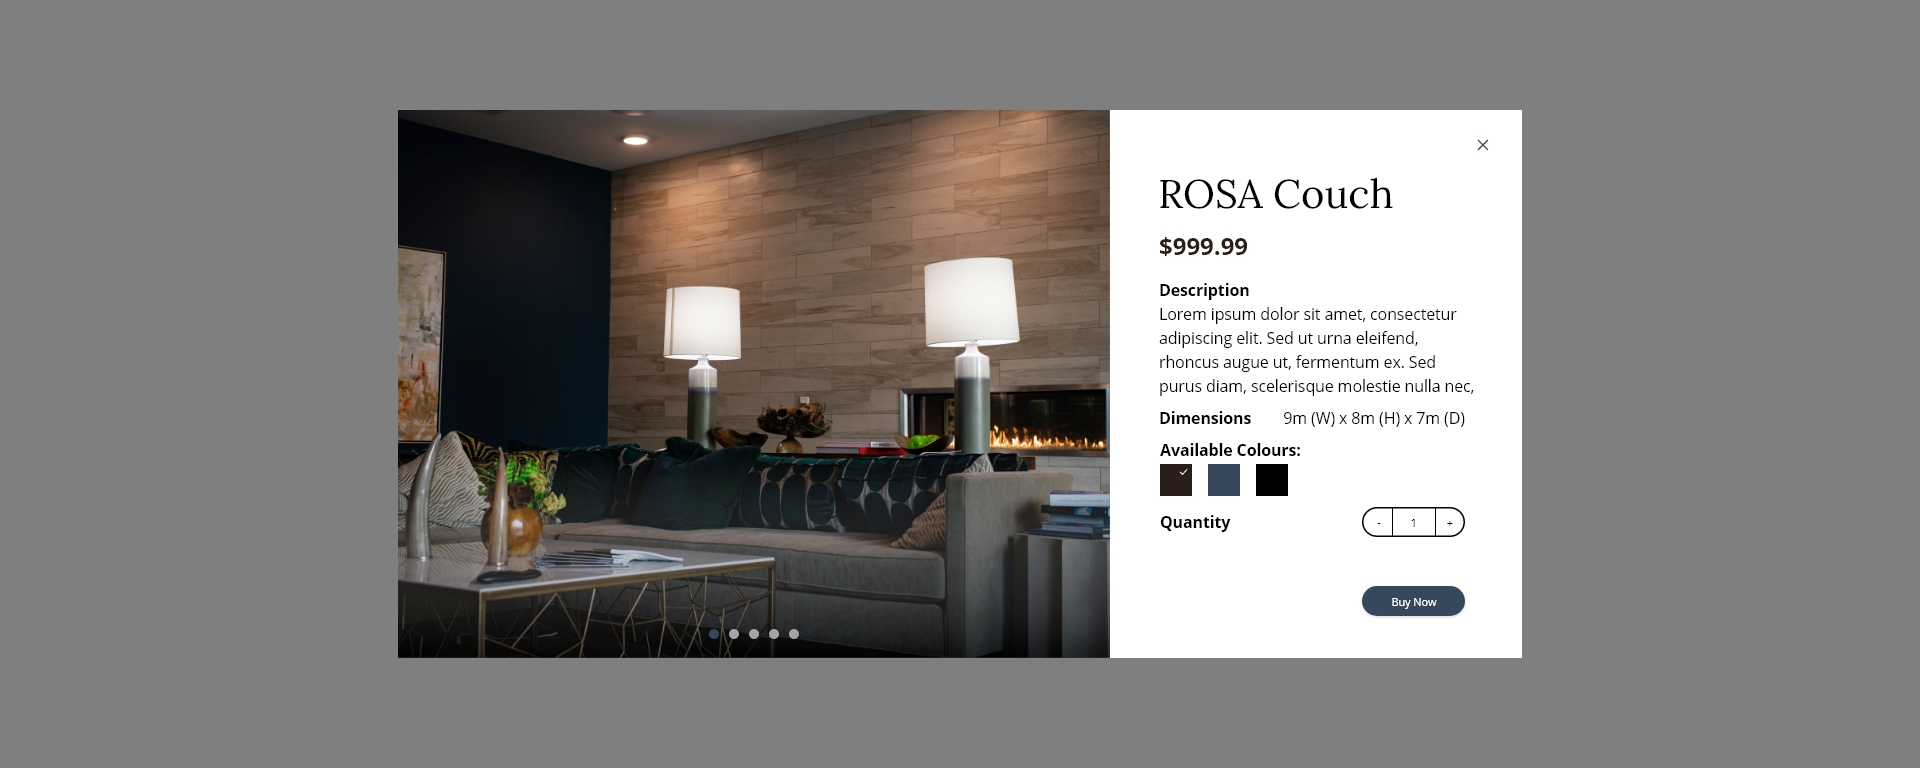 ROSA Couch
$999.99
Description
Lorem ipsum dolor sit amet, consectetur
adipiscing elit. Sed ut urna eleifend,
rhoncus augue ut, fermentum ex. Sed
purus diam, scelerisque molestie nulla nec,
Dimensions 9m (W) x 8m (H) x 7m (D)
Available Colours:
Quantity - 1 +
Buy Now